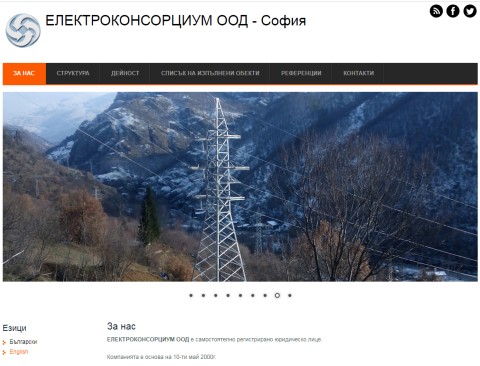 ЕЛЕКТРОКОНСОРЦИУМ ООД - София
ЗА НАС СТРУКТУРА ДЕЙНОСТ СПИСЪК НА ИЗПЪЛНЕНИ ОБЕКТИ РЕФЕРЕНЦИИ КОНТАКТИ
Езици
Български
English
За нас
ЕЛЕКТРОКОНСОРЦИУМ ООД е самостоятелно регистрирано юридическо лице.
Компанията е основа на 10-ти май 2000г.